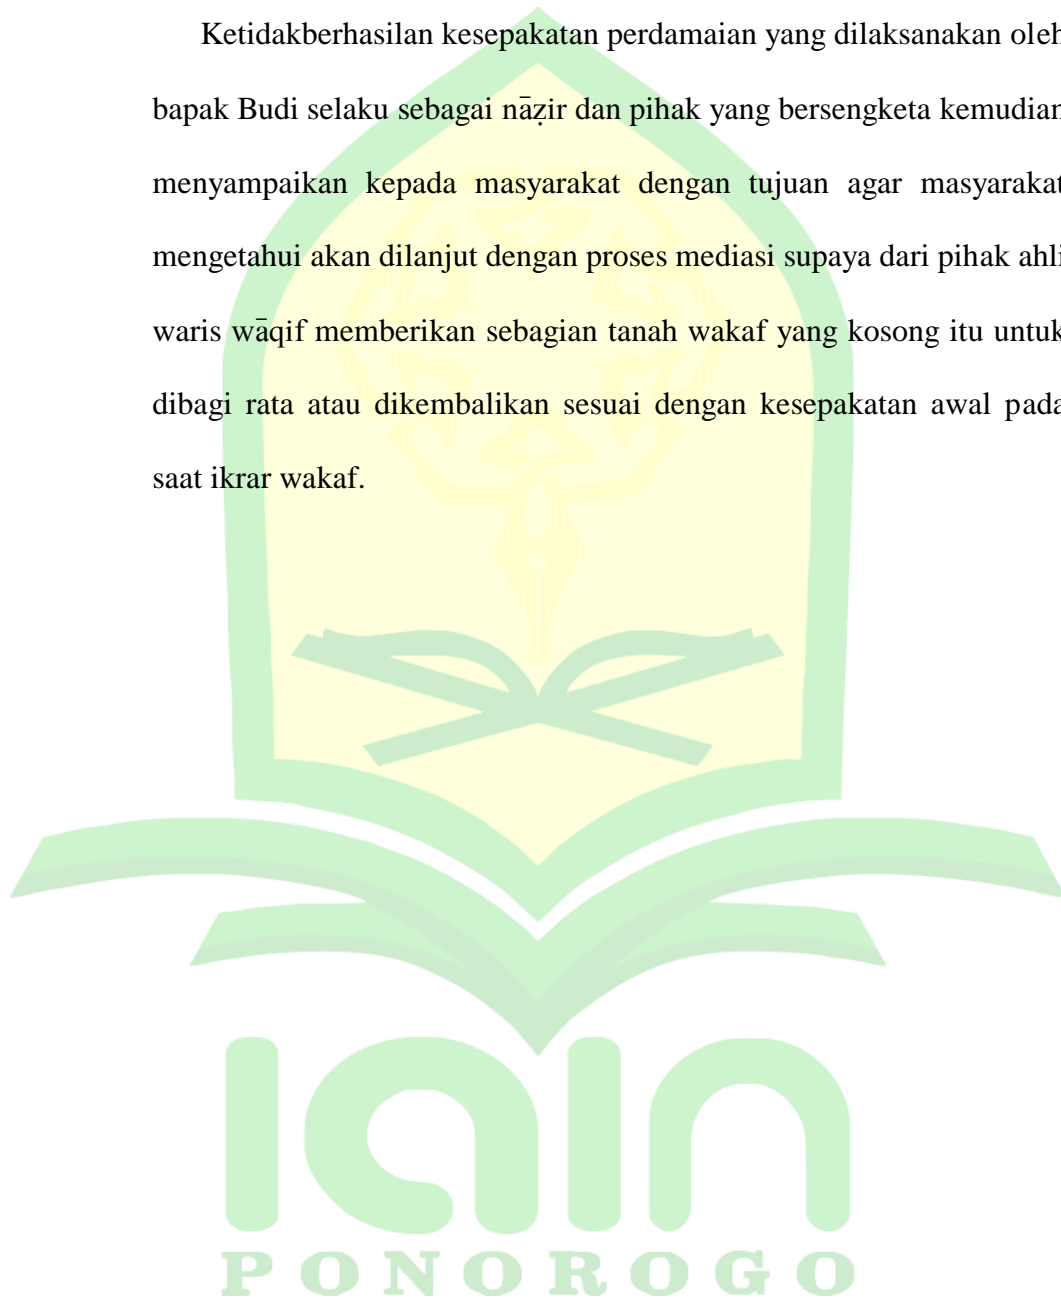 Ketidakberhasilan kesepakatan perdamaian yang dilaksanakan oleh
bapak Budi selaku sebagai nāẓir dan pihak yang bersengketa kemudian
menyampaikan kepada masyarakat dengan tujuan agar masyarakat
mengetahui akan dilanjut dengan proses mediasi supaya dari pihak ahli
waris wāqif memberikan sebagian tanah wakaf yang kosong itu untuk
dibagi rata atau dikembalikan sesuai dengan kesepakatan awal pada
saat ikrar wakaf.
iain
PONOROGO